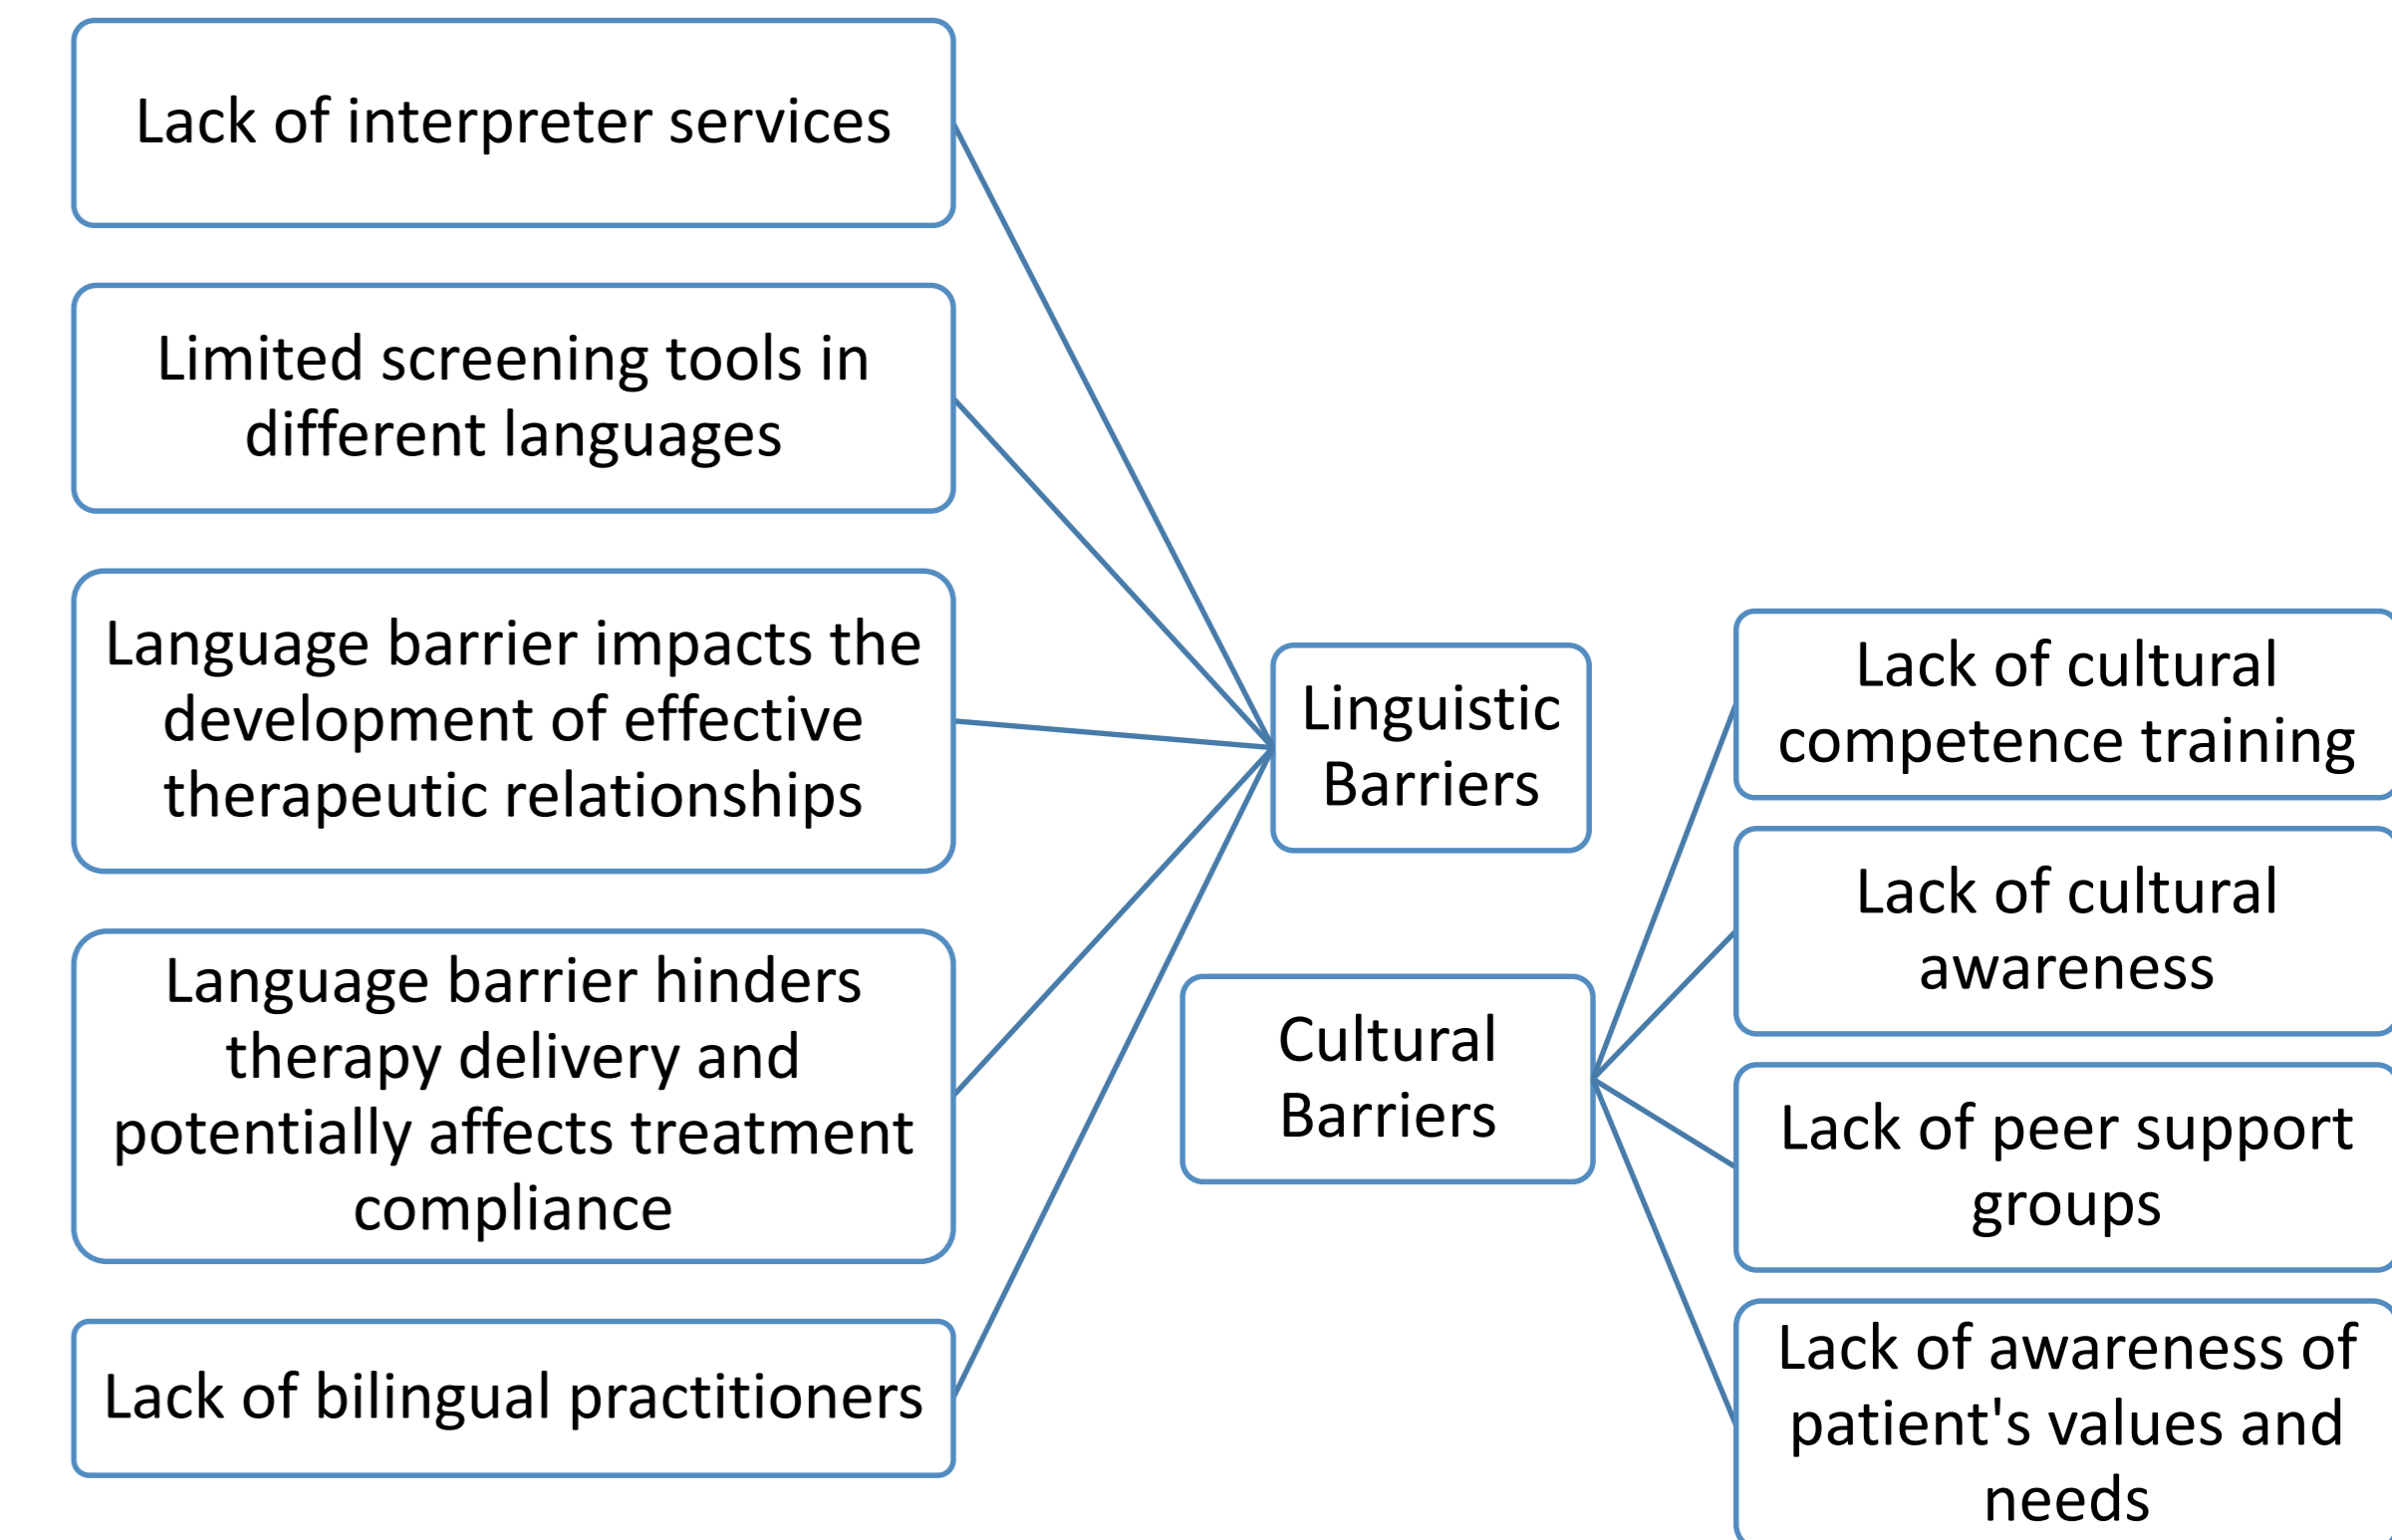 Lack of interpreter services
Limited screening tools in
different languages
Language barrier impacts the
development of effective
therapeutic relationships
Language barrier hinders
therapy delivery and
potentially affects treatment
compliance
Lack of bilingual practitioners
Linguistic
Barriers
Cultural
Barriers
Lack of cultural
competence training
Lack of cultural
awareness
Lack of peer support
groups
Lack of awareness of
patient's values and
needs